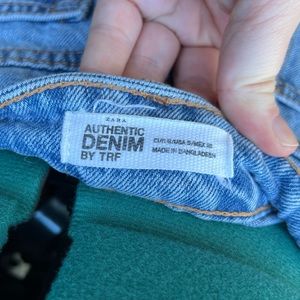 ZARA
AUTHENTIC
DENIM
BY TRF
MADE IN BANGLADESH